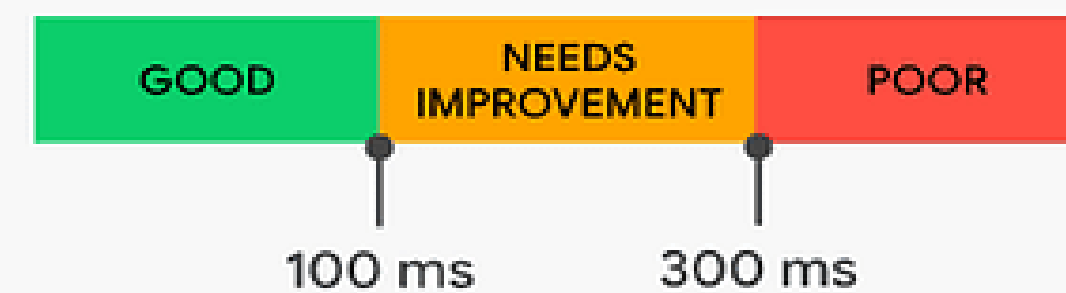 GOOD
NEEDS
IMPROVEMENT
POOR
100 ms
300 ms